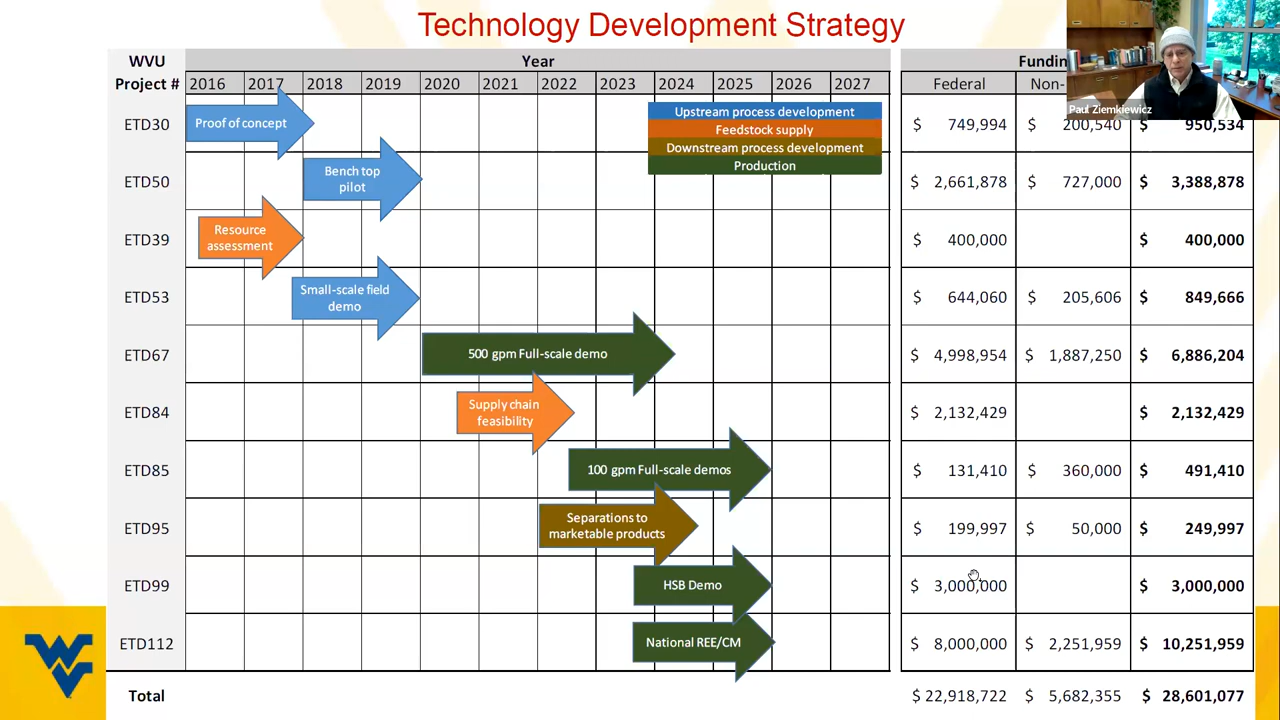 Technology Development Strategy
WVU
Project #
Year
2016 2017 2018 2019 2020 2021 2022 2023 2024 2025 2026 2027
Federal
Paul Ziemkiewicz
Upstream process development
Feedstock supply
Downstream process development
Production
ETD30 Proof of concept $ 749,994 $ 200,540 $ 950,534
ETD50 Bench top
pilot
$ 2,661,878 $ 727,000 $ 3,388,878
ETD39 Resource
assessment
$ 400,000 $ 400,000
ETD53 Small-scale field
demo
$ 644,060 $ 205,606 $ 849,666
ETD67 500 gpm Full-scale demo $ 4,998,954 $ 1,887,250 $ 6,886,204
ETD84 Supply chain
feasibility
$ 2,132,429 $ 2,132,429
ETD85 100 gpm Full-scale demos $ 131,410 $ 360,000 $ 491,410
ETD95 Separations to
marketable products
$ 199,997 $ 50,000 $ 249,997
ETD99 HSB Demo $ 3,000,000 $ 3,000,000
ETD112 National REE/CM $ 8,000,000 $ 2,251,959 $ 10,251,959
Total $ 22,918,722 $ 5,682,355 $ 28,601,077
WV